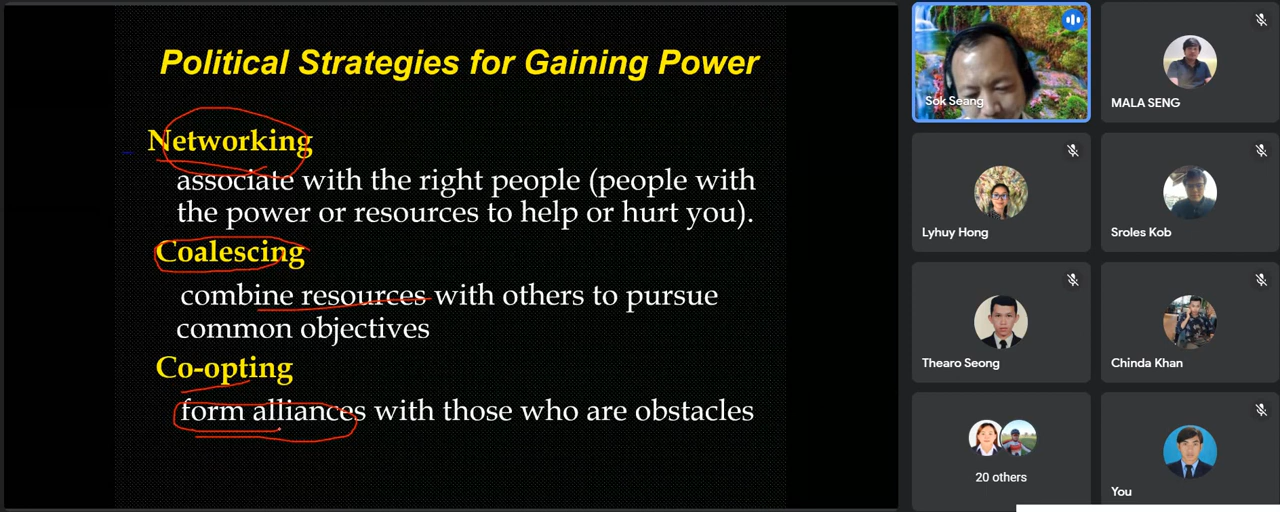 Political Strategies for Gaining Power
Networking
associate with the right people (people with
the power or resources to help or hurt you).
Coalescing
combine resources with others to pursue
common objectives
Co-opting
form alliances with those who are obstacles
Sok Seang
MALA SENG
Lyhuy Hong
Sroles Kob
Thearo Seong
Chinda Khan
20 others
You